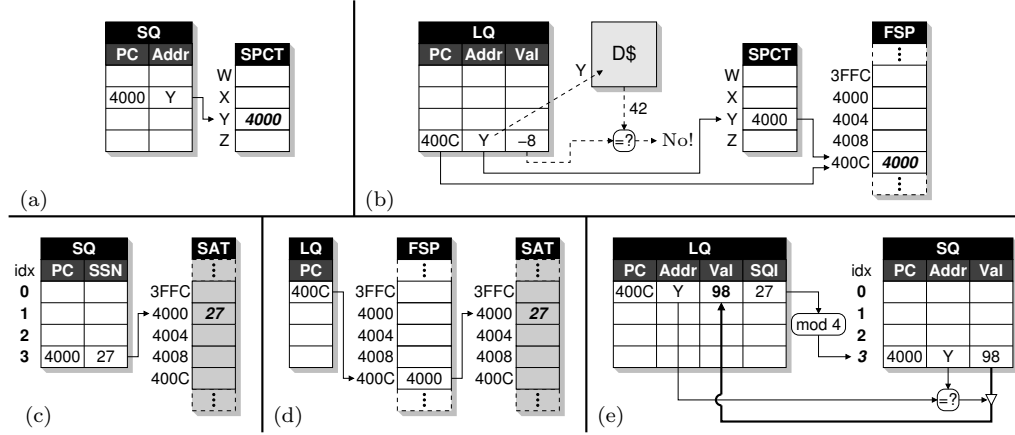 SQ
PC Addr
4000 Y
SPCT
W
X
Y 4000
Z
(a)
LQ
PC Addr Val
400C Y –8
Y
D$
42
=?
No!
SPCT
W
X
Y 4000
Z
FSP
⋮
3FFC
4000
4004
4008
400C 4000
⋮
(b)
SQ
idx PC SSN
0
1
2
3 4000 27
SAT
⋮
3FFC
4000 27
4004
4008
400C
⋮
(c)
LQ
PC
400C
FSP
⋮
3FFC
4000
4004
4008
400C 4000
⋮
SAT
⋮
3FFC
4000 27
4004
4008
400C
⋮
(d)
LQ
PC Addr Val SQI
400C Y 98 27
mod 4
SQ
idx PC Addr Val
0
1
2
3 4000 Y 98
=?
(e)